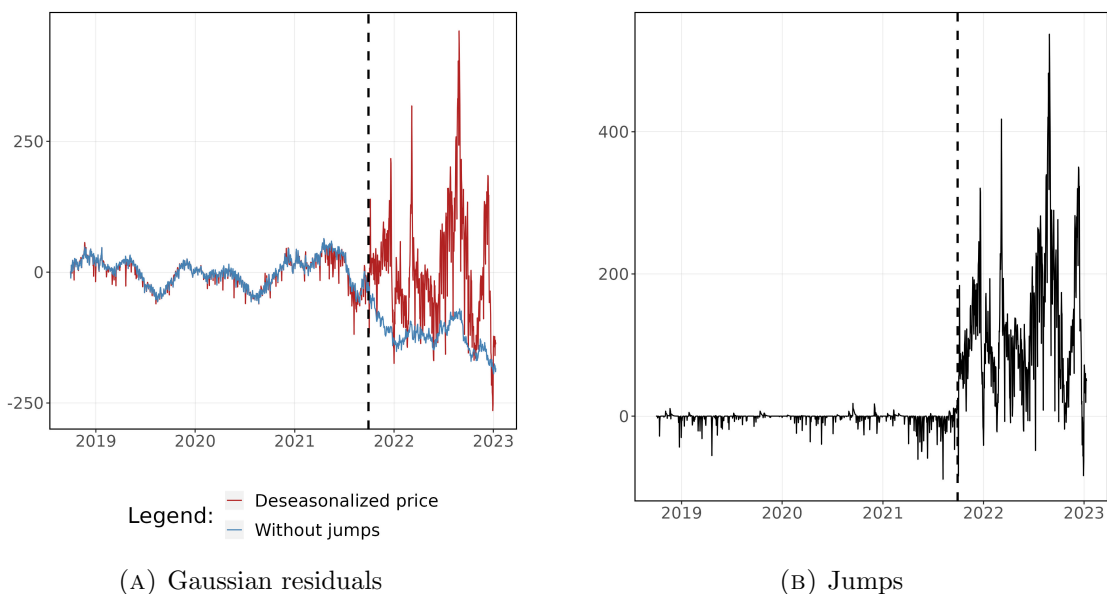 250
0
-250
2019 2020 2021 2022 2023
Legend:
Deseasonalized price
Without jumps
(A) Gaussian residuals
400
200
0
2019 2020 2021 2022 2023
(B) Jumps